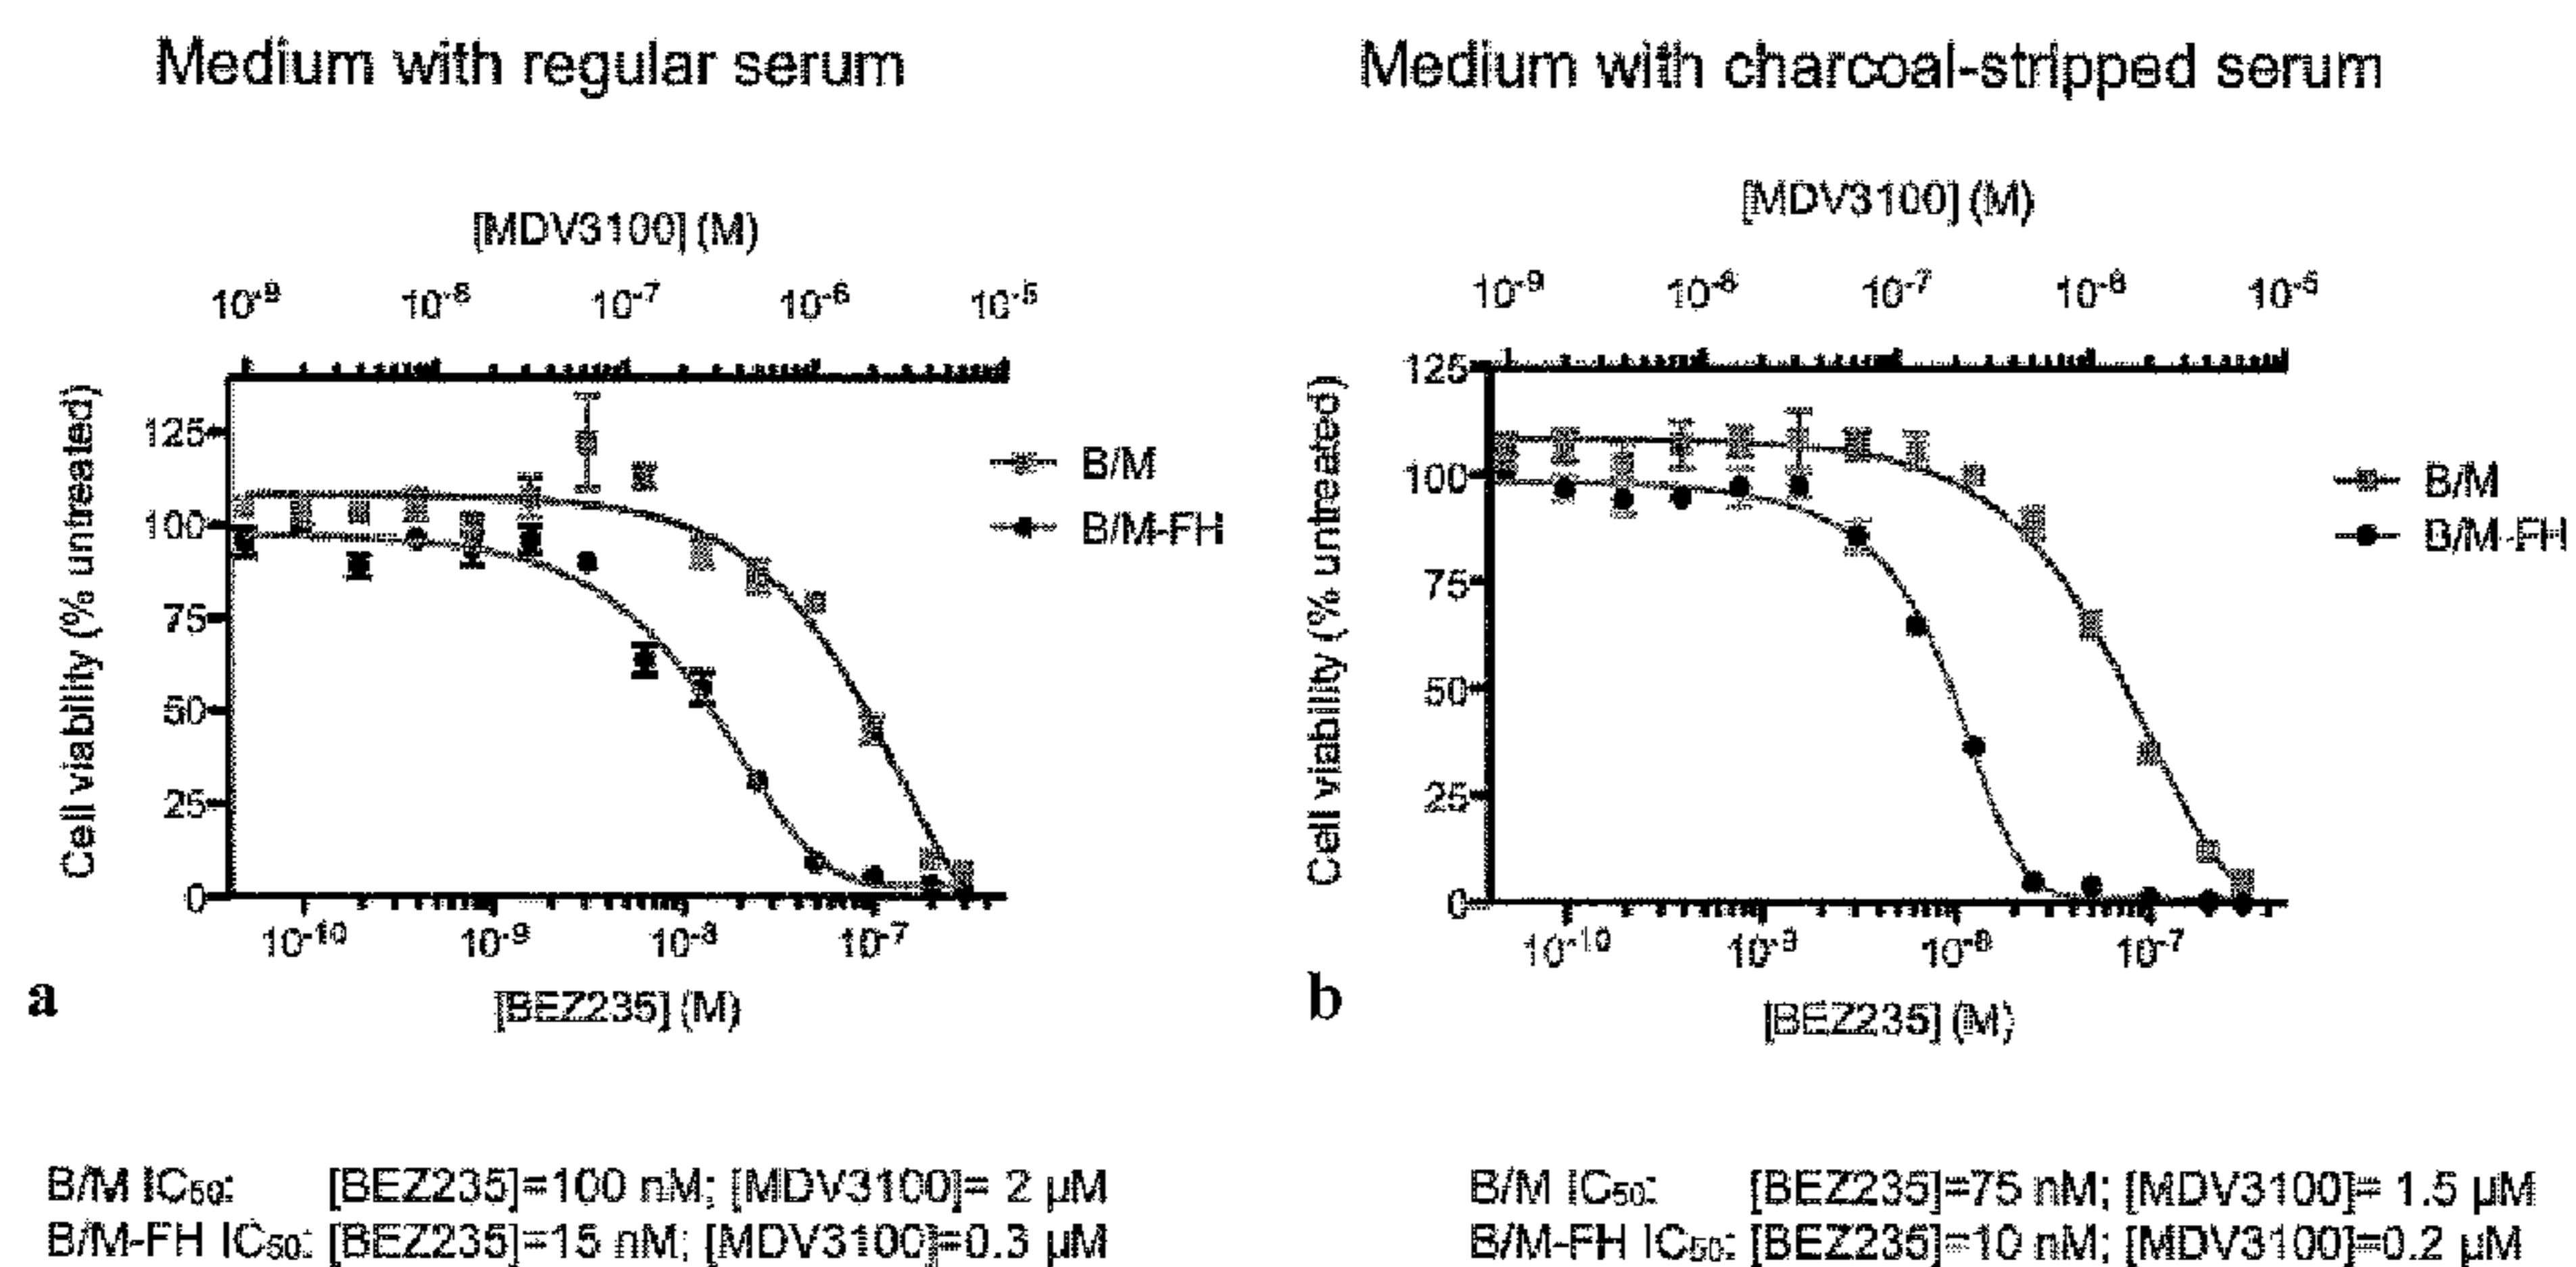 Medium with regular serum
[MDV3100] (M)
10⁻⁹ 10⁻⁸ 10⁻⁷ 10⁻⁶ 10⁻⁵
Cell viability (% untreated)
125
100
75
50
25
0
B/M
B/M-FH
10⁻¹⁰ 10⁻⁹ 10⁻⁸ 10⁻⁷
[BEZ235] (M)
a
B/M IC₅₀: [BEZ235]=100 nM; [MDV3100]= 2 µM
B/M-FH IC₅₀: [BEZ235]=15 nM; [MDV3100]=0.3 µM
Medium with charcoal-stripped serum
[MDV3100] (M)
10⁻⁹ 10⁻⁸ 10⁻⁷ 10⁻⁶ 10⁻⁵
Cell viability (% untreated)
125
100
75
50
25
0
B/M
B/M-FH
10⁻¹⁰ 10⁻⁹ 10⁻⁸ 10⁻⁷
[BEZ235] (M)
b
B/M IC₅₀: [BEZ235]=75 nM; [MDV3100]= 1.5 µM
B/M-FH IC₅₀: [BEZ235]=10 nM; [MDV3100]=0.2 µM